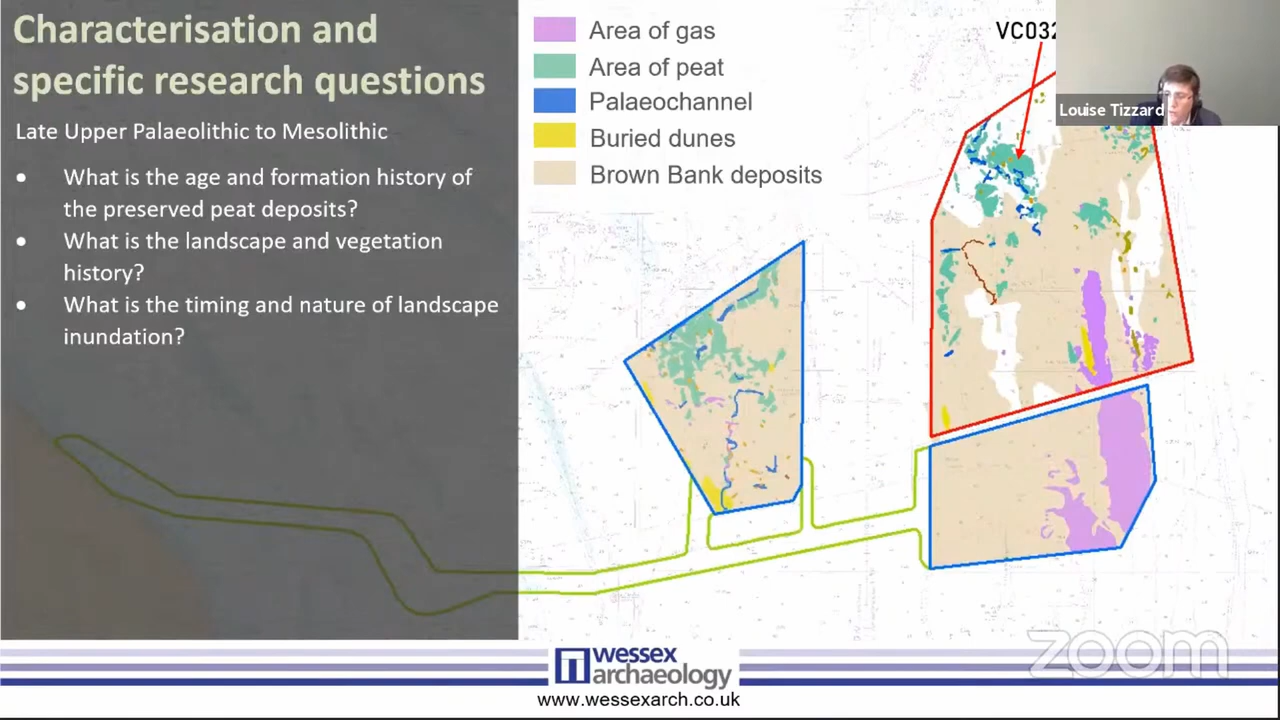 Characterisation and
specific research questions
Late Upper Palaeolithic to Mesolithic
• What is the age and formation history of
the preserved peat deposits?
• What is the landscape and vegetation
history?
• What is the timing and nature of landscape
inundation?
Area of gas
Area of peat
Palaeochannel
Buried dunes
Brown Bank deposits
VC032
Louise Tizzard
wessex
archaeology
www.wessexarch.co.uk
zoom